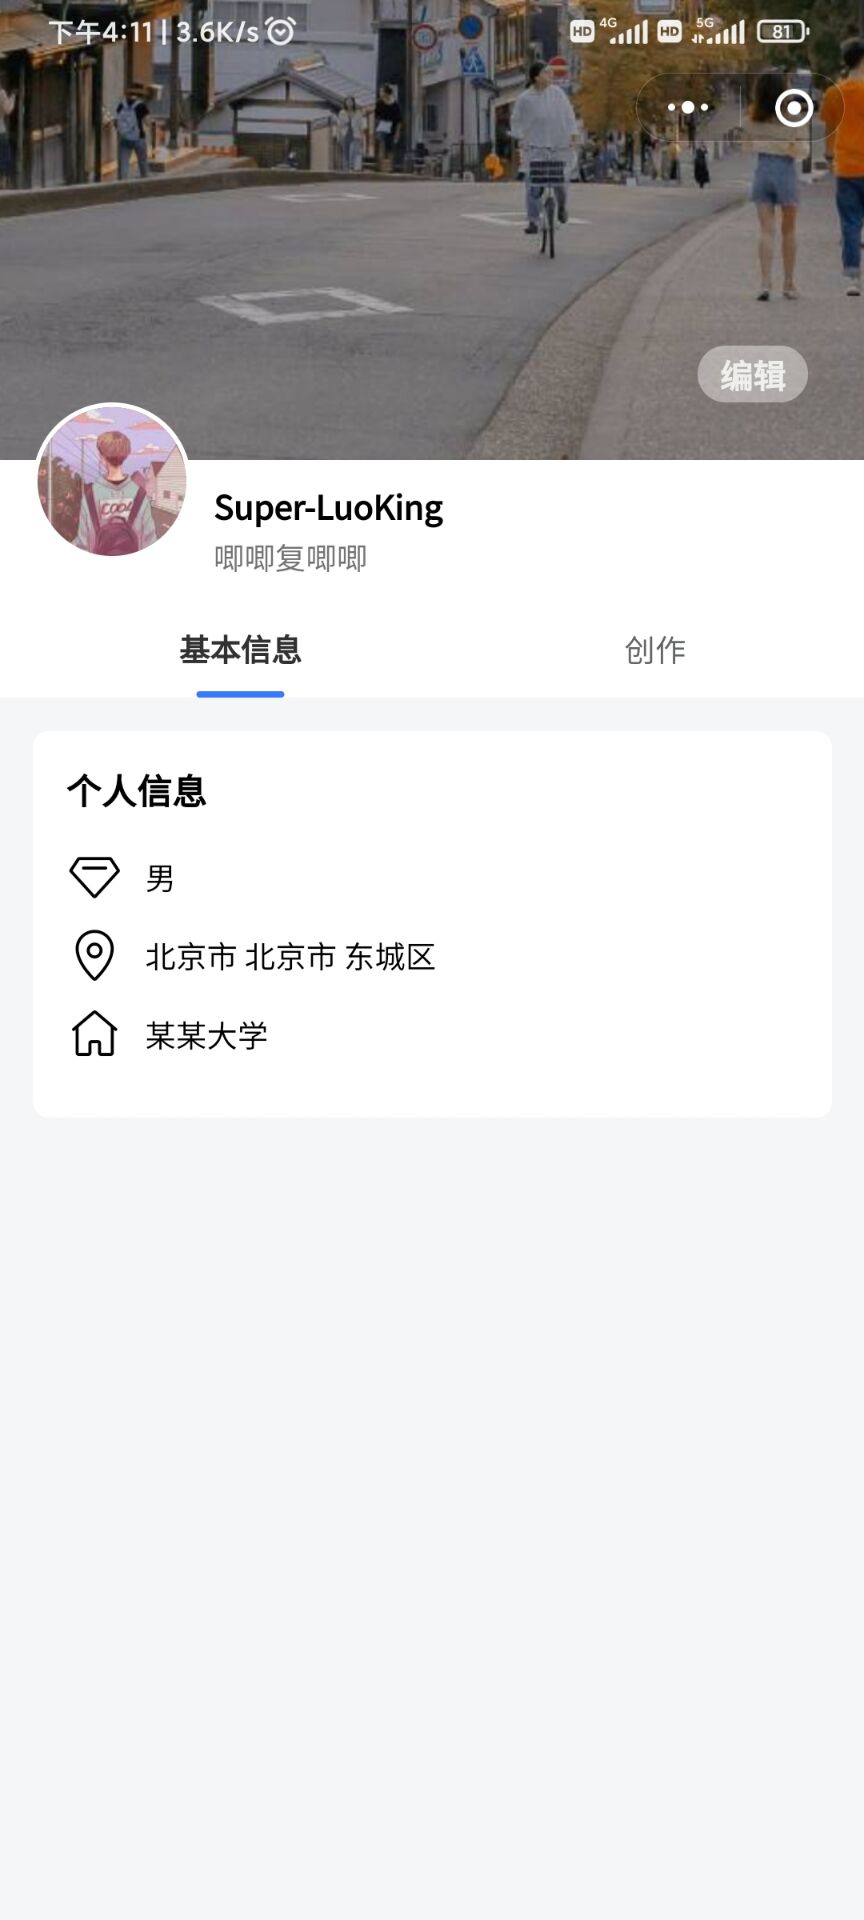 下午4:11 | 3.6K/s
HD 4G HD 5G 81
编辑
COOL
Super-LuoKing
唧唧复唧唧
基本信息
创作
个人信息
男
北京市 北京市 东城区
某某大学